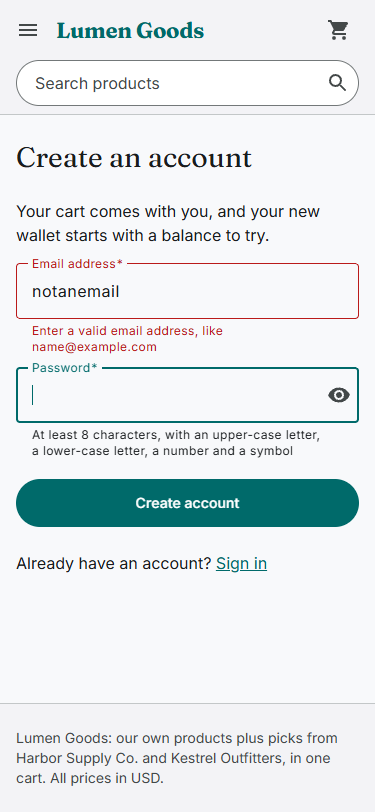 Lumen Goods
Search products
Create an account
Your cart comes with you, and your new
wallet starts with a balance to try.
Email address*
notanemail
Enter a valid email address, like
name@example.com
Password*
At least 8 characters, with an upper-case letter,
a lower-case letter, a number and a symbol
Create account
Already have an account? Sign in
Lumen Goods: our own products plus picks from
Harbor Supply Co. and Kestrel Outfitters, in one
cart. All prices in USD.